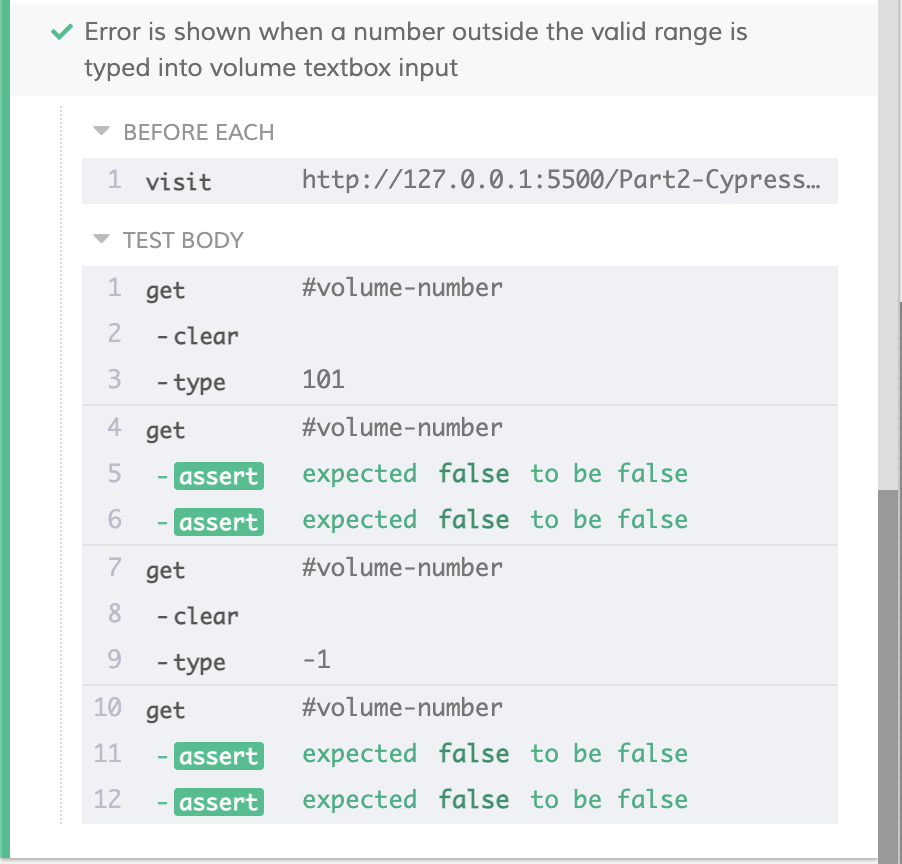 Error is shown when a number outside the valid range is
typed into volume textbox input
BEFORE EACH
1 visit http://127.0.0.1:5500/Part2-Cypress…
TEST BODY
1 get #volume-number
2 -clear
3 -type 101
4 get #volume-number
5 -assert expected false to be false
6 -assert expected false to be false
7 get #volume-number
8 -clear
9 -type -1
10 get #volume-number
11 -assert expected false to be false
12 -assert expected false to be false